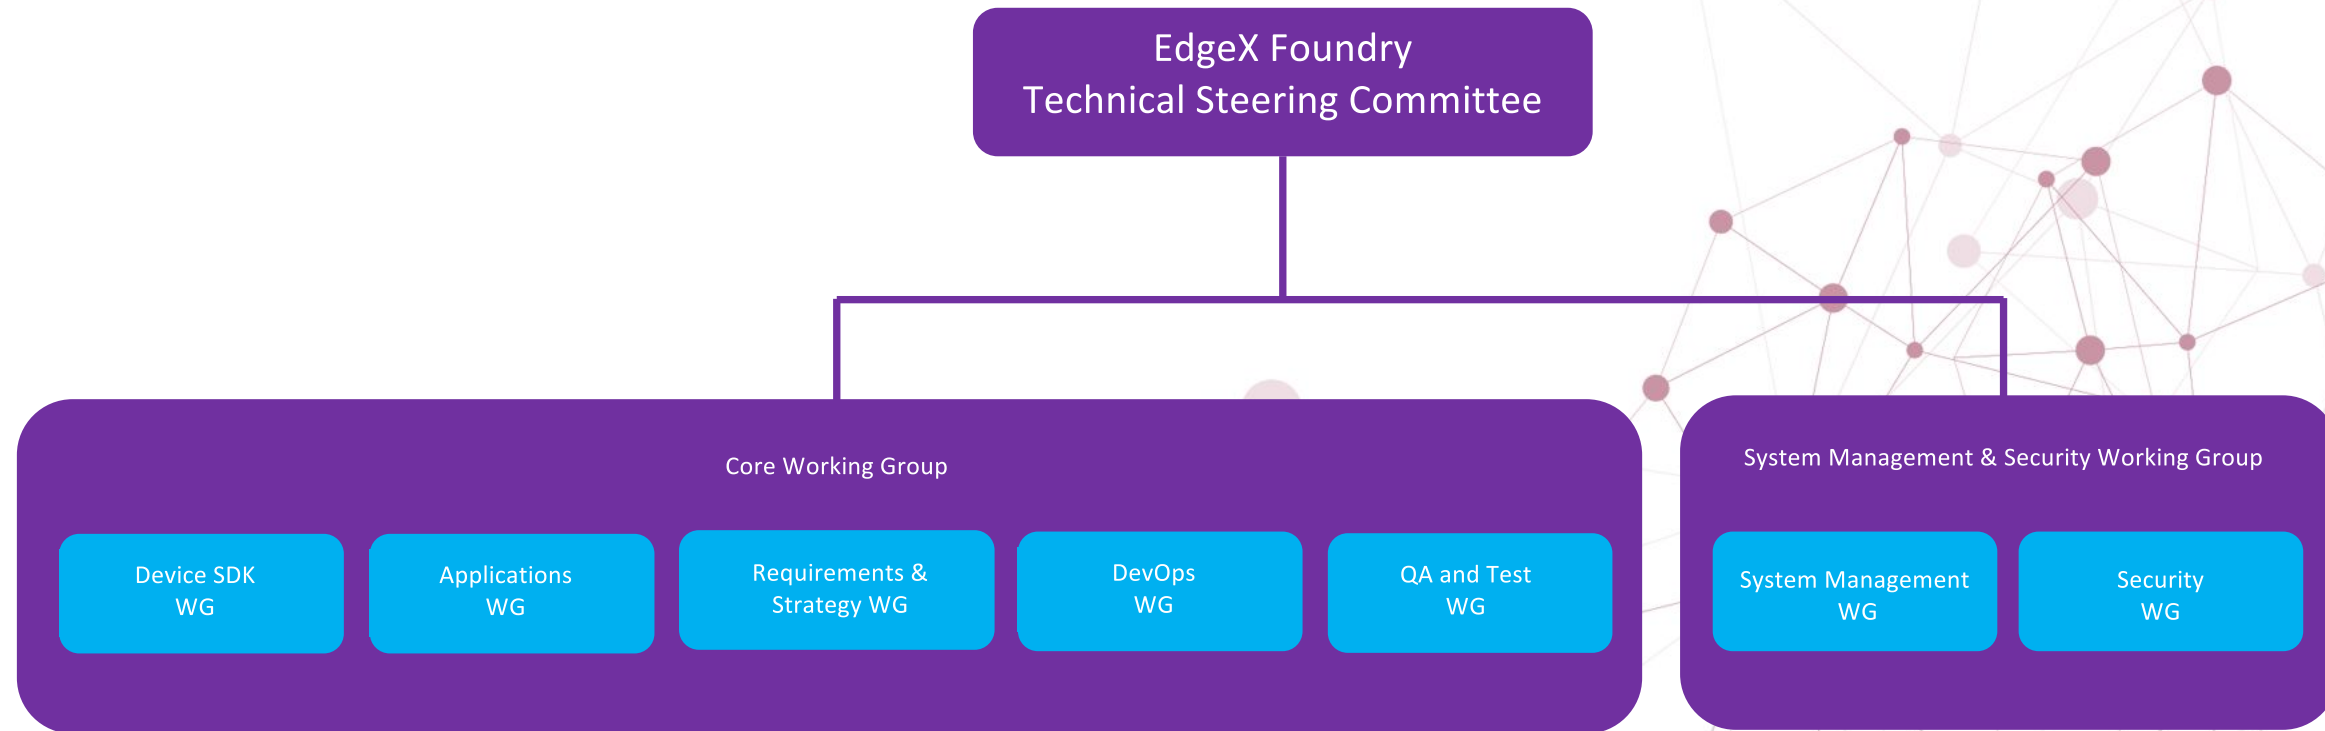 EdgeX Foundry
Technical Steering Committee
Core Working Group
Device SDK
WG
Applications
WG
Requirements &
Strategy WG
DevOps
WG
QA and Test
WG
System Management & Security Working Group
System Management
WG
Security
WG